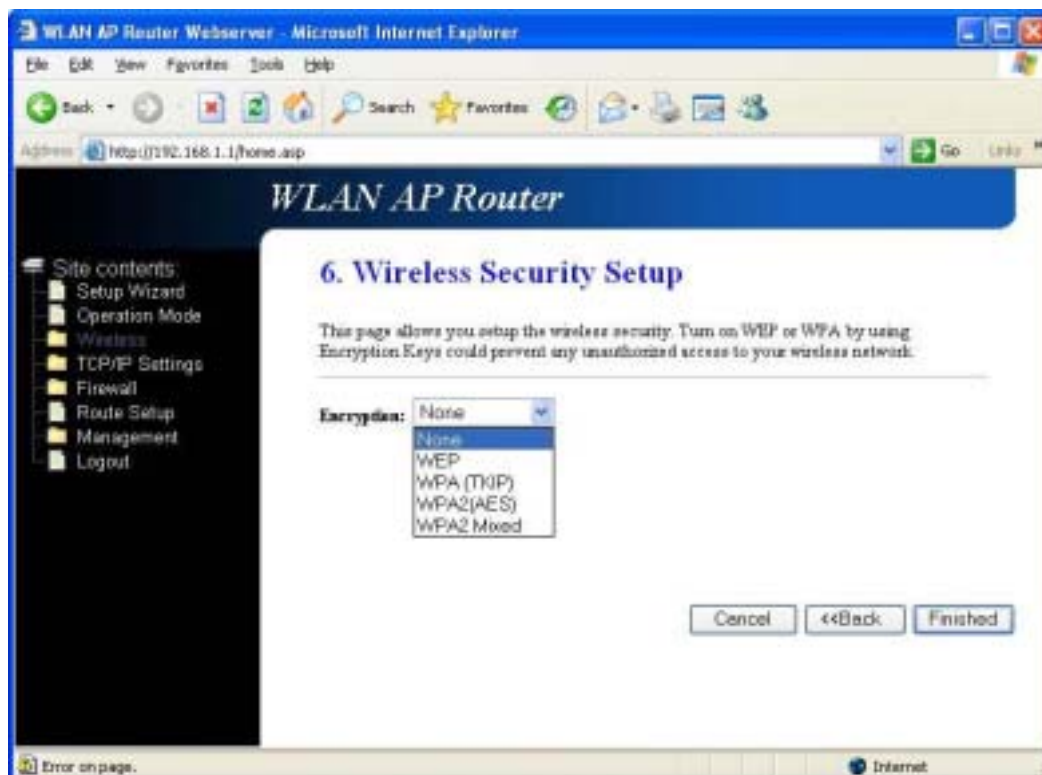 WLAN AP Router Webserver - Microsoft Internet Explorer
File Edit View Favorites Tools Help
Back Search Favorites
Address http://192.168.1.1/home.asp Go Links »
WLAN AP Router
Site contents:
Setup Wizard
Operation Mode
Wireless
TCP/IP Settings
Firewall
Route Setup
Management
Logout
6. Wireless Security Setup
This page allows you setup the wireless security. Turn on WEP or WPA by using
Encryption Keys could prevent any unauthorized access to your wireless network.
Encryption: None
None
WEP
WPA (TKIP)
WPA2(AES)
WPA2 Mixed
Cancel <<Back Finished
Error on page. Internet